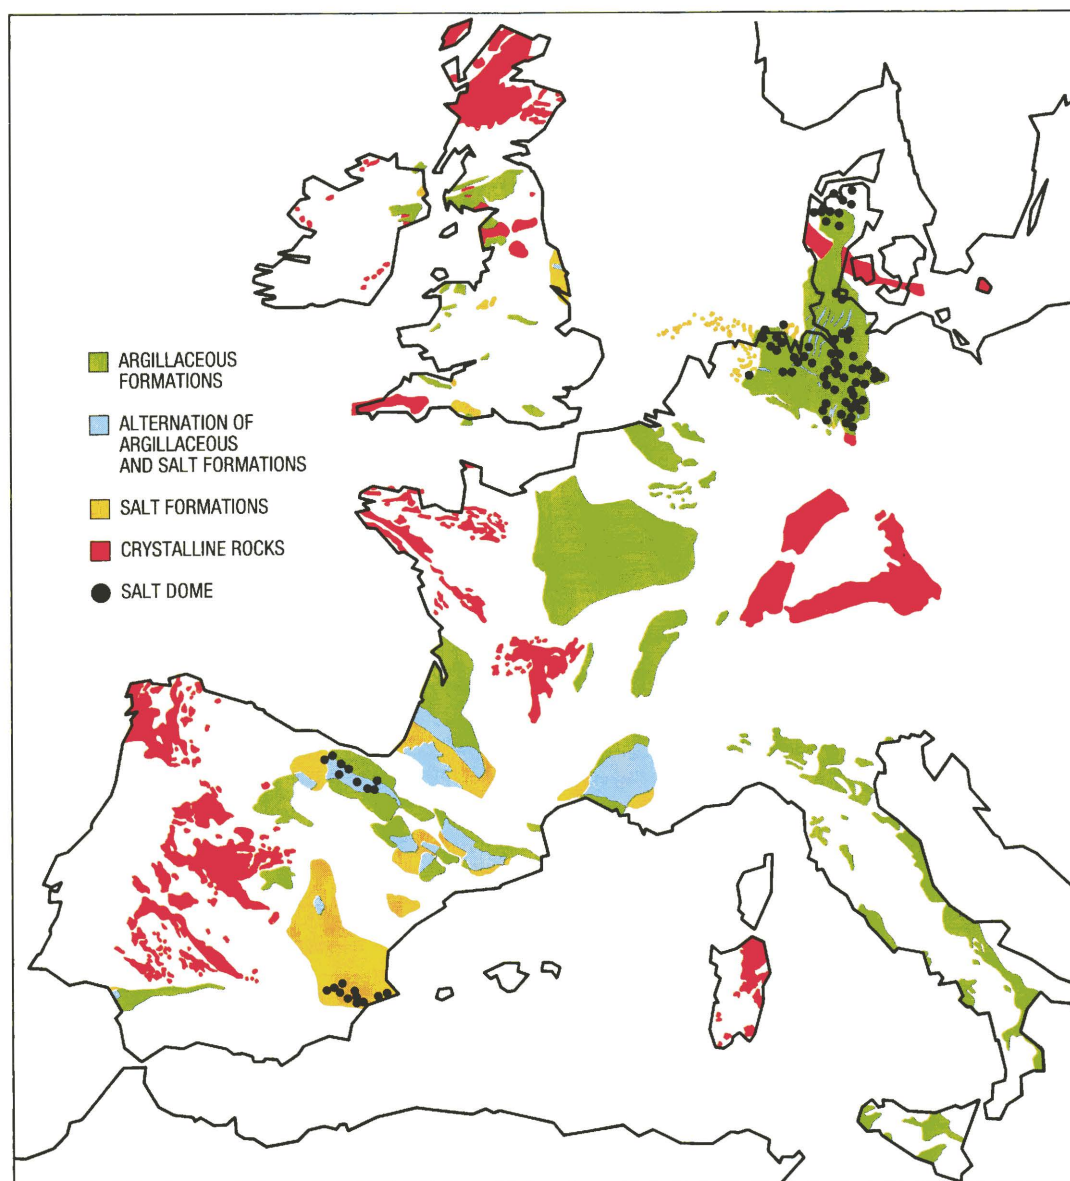 ARGILLACEOUS
FORMATIONS
ALTERNATION OF
ARGILLACEOUS
AND SALT FORMATIONS
SALT FORMATIONS
CRYSTALLINE ROCKS
SALT DOME